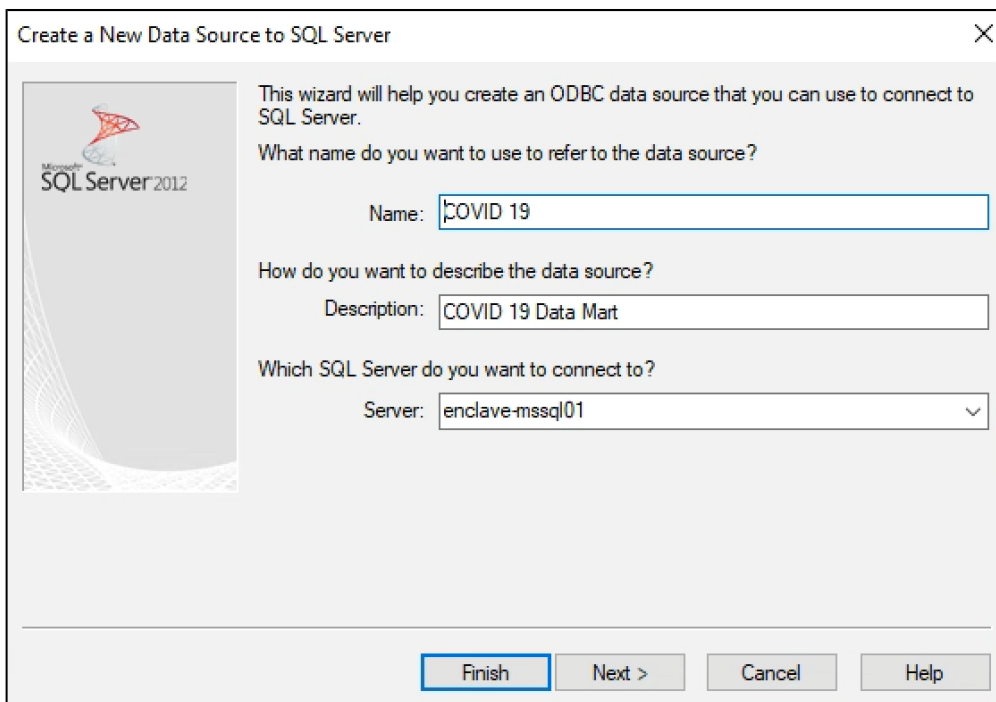 Create a New Data Source to SQL Server
This wizard will help you create an ODBC data source that you can use to connect to
SQL Server.
What name do you want to use to refer to the data source?
Microsoft
SQL Server 2012
Name: COVID 19
How do you want to describe the data source?
Description: COVID 19 Data Mart
Which SQL Server do you want to connect to?
Server: enclave-mssql01
Finish Next > Cancel Help